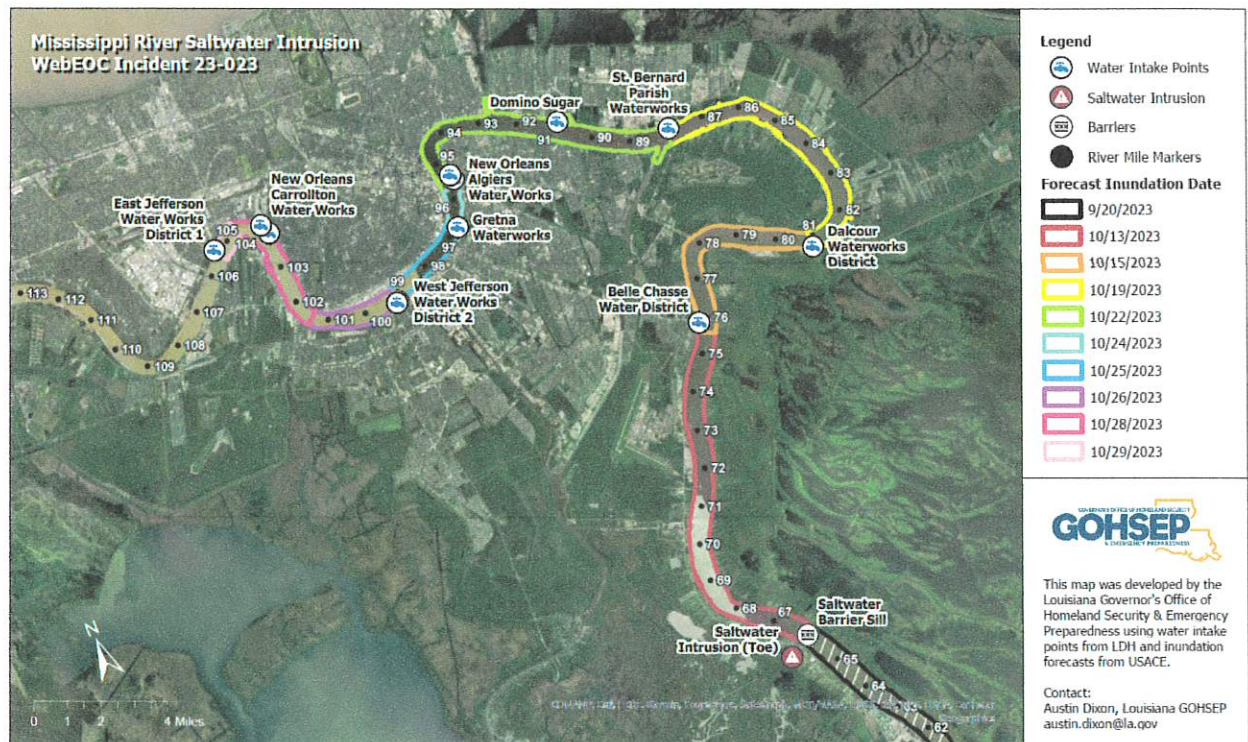 Mississippi River Saltwater Intrusion
WebEOC Incident 23-023
St. Bernard
Parish
Waterworks
Domino Sugar
New Orleans
Algiers
Water Works
Gretna
Waterworks
New Orleans
Carrollton
Water Works
East Jefferson
Water Works
District 1
West Jefferson
Water Works
District 2
Dalcour
Waterworks
District
Belle Chasse
Water District
Saltwater
Barrier Sill
Saltwater
Intrusion (Toe)
113
112
111
110
109
108
107
106
105
104
103
102
101
100
99
98
97
96
95
94
93
92
91
90
89
87
86
85
84
83
82
81
80
79
78
77
76
75
74
73
72
71
70
69
68
67
65
64
63
62
N
0 2 4 Miles
Legend
Water Intake Points
Saltwater Intrusion
Barriers
River Mile Markers
Forecast Inundation Date
9/20/2023
10/13/2023
10/15/2023
10/19/2023
10/22/2023
10/24/2023
10/25/2023
10/26/2023
10/28/2023
10/29/2023
GOVERNOR'S OFFICE OF HOMELAND SECURITY
GOHSEP
& EMERGENCY PREPAREDNESS
This map was developed by the
Louisiana Governor's Office of
Homeland Security & Emergency
Preparedness using water intake
points from LDH and inundation
forecasts from USACE.
Contact:
Austin Dixon, Louisiana GOHSEP
austin.dixon@la.gov